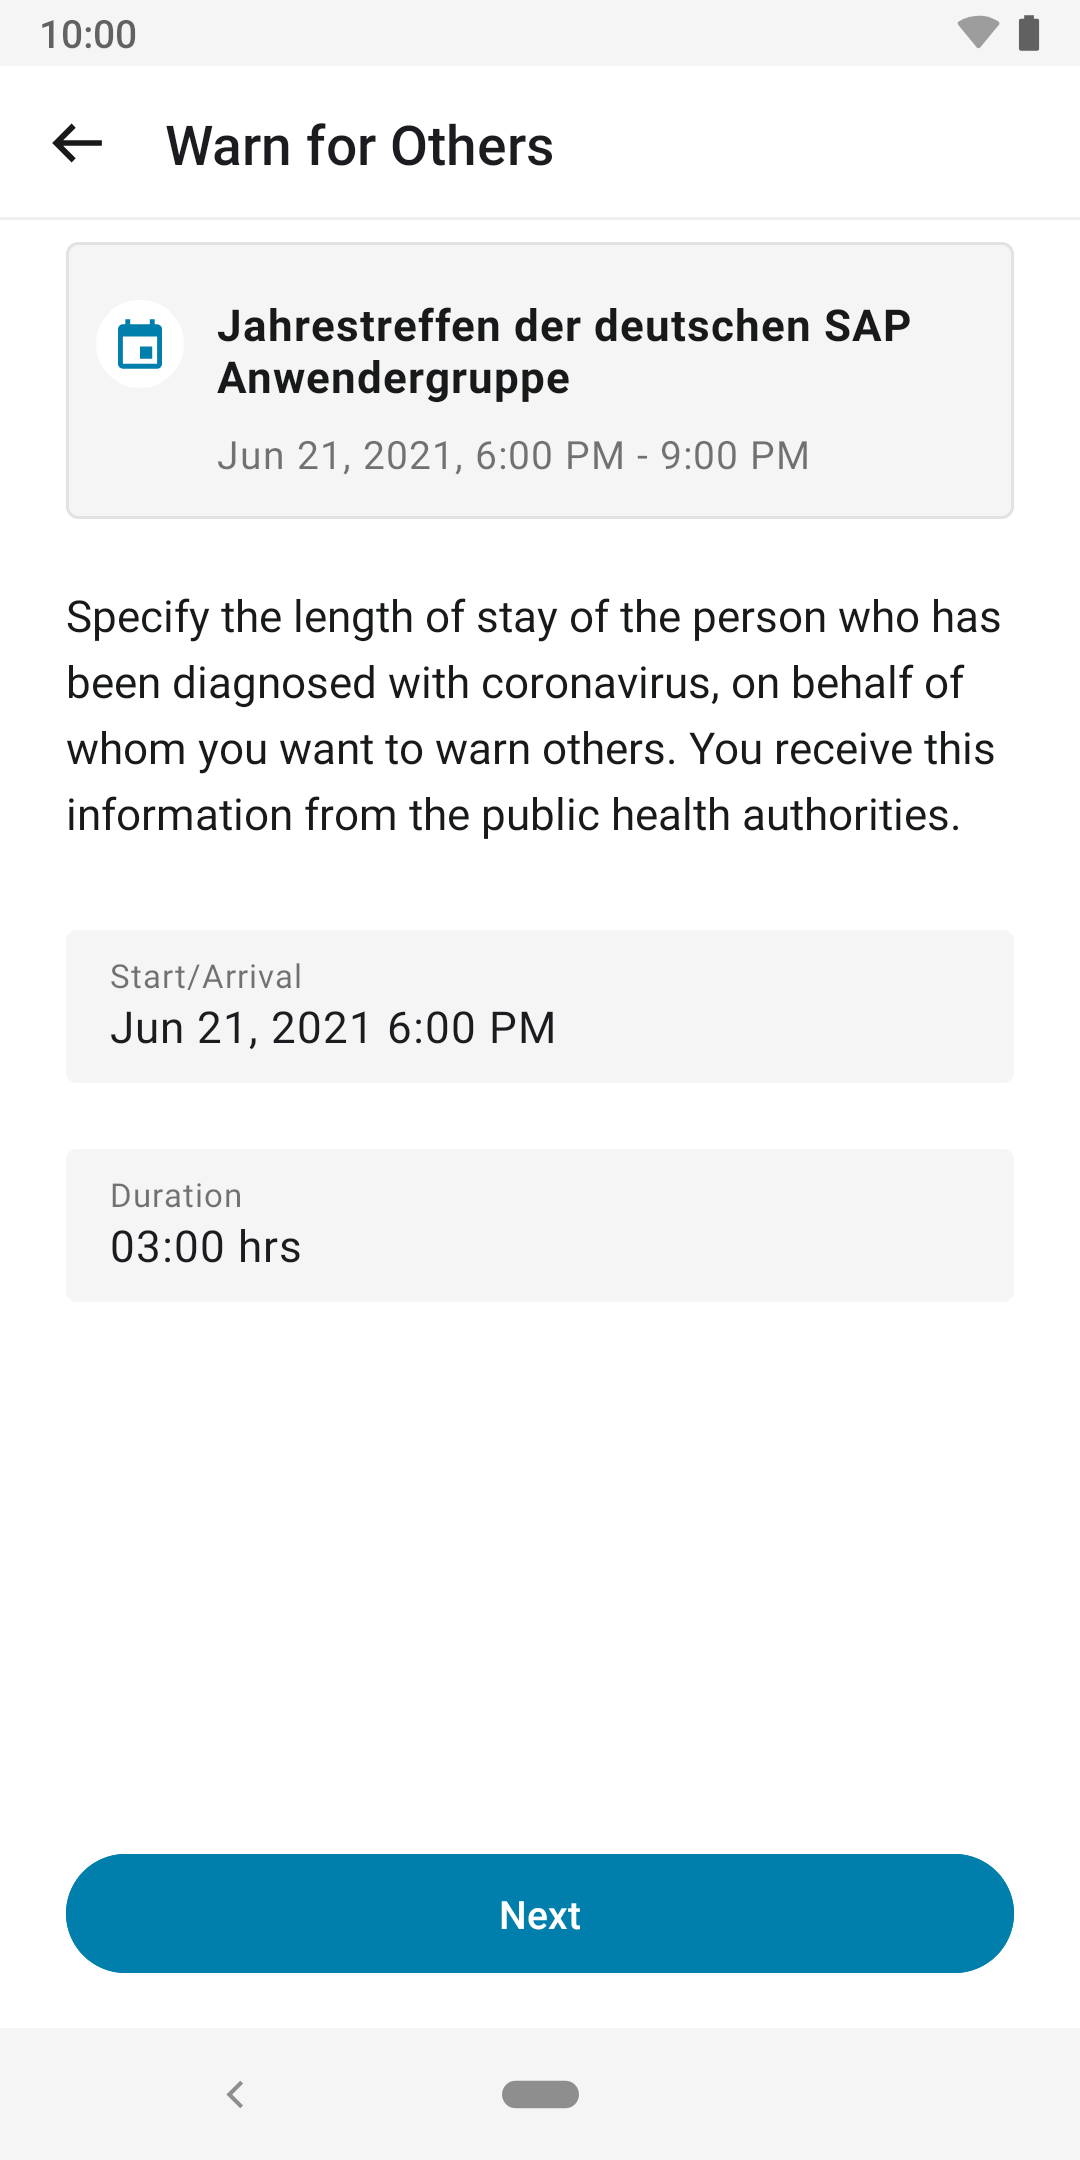 10:00
Warn for Others
Jahrestreffen der deutschen SAP
Anwendergruppe
Jun 21, 2021, 6:00 PM - 9:00 PM
Specify the length of stay of the person who has
been diagnosed with coronavirus, on behalf of
whom you want to warn others. You receive this
information from the public health authorities.
Start/Arrival
Jun 21, 2021 6:00 PM
Duration
03:00 hrs
Next